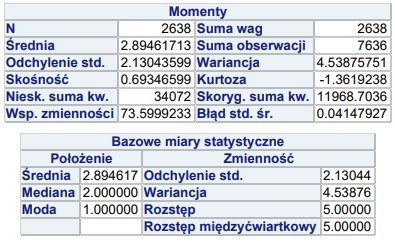 Momenty
N 2638 Suma wag 2638
Średnia 2.89461713 Suma obserwacji 7636
Odchylenie std. 2.13043599 Wariancja 4.53875751
Skośność 0.69346599 Kurtoza -1.3619238
Niesk. suma kw. 34072 Skoryg. suma kw. 11968.7036
Wsp. zmienności 73.5999233 Błąd std. śr. 0.04147927
Bazowe miary statystyczne
Położenie Zmienność
Średnia 2.894617 Odchylenie std. 2.13044
Mediana 2.000000 Wariancja 4.53876
Moda 1.000000 Rozstęp 5.00000
Rozstęp międzyćwiartkowy 5.00000